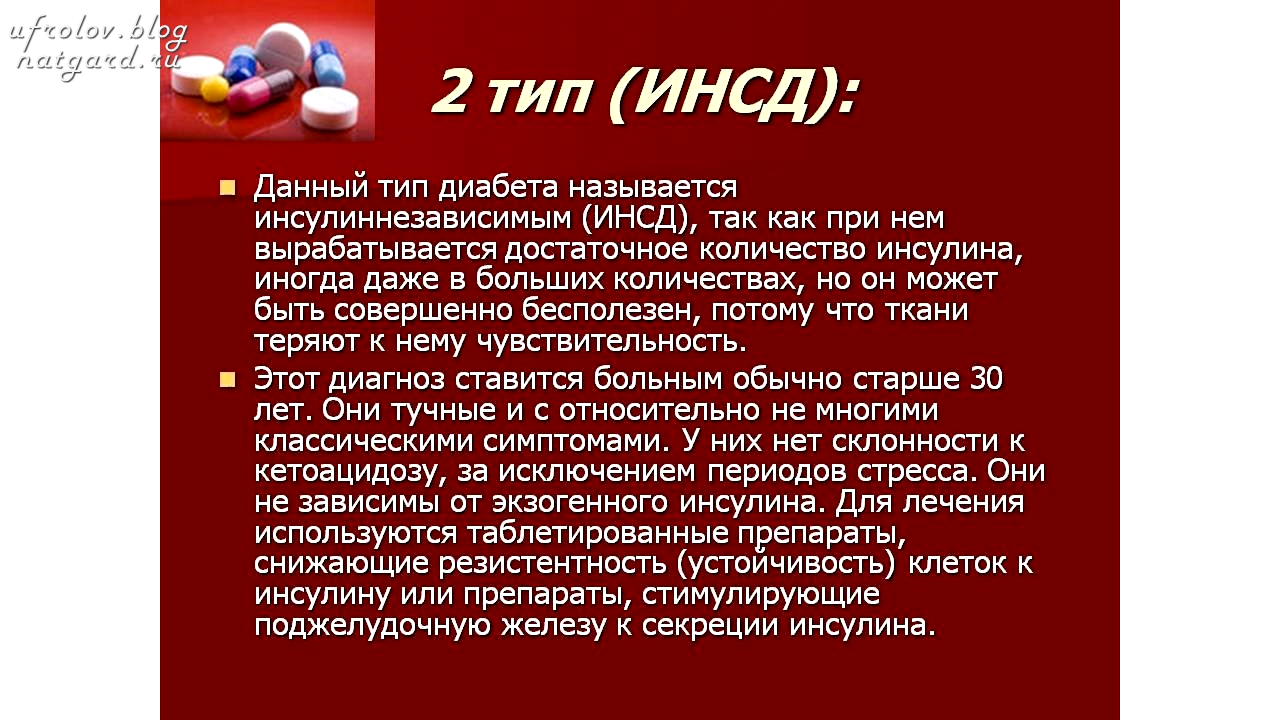 ufrolov.blog
natgard.ru
2 тип (ИНСД):
Данный тип диабета называется
инсулиннезависимым (ИНСД), так как при нем
вырабатывается достаточное количество инсулина,
иногда даже в больших количествах, но он может
быть совершенно бесполезен, потому что ткани
теряют к нему чувствительность.
Этот диагноз ставится больным обычно старше 30
лет. Они тучные и с относительно не многими
классическими симптомами. У них нет склонности к
кетоацидозу, за исключением периодов стресса. Они
не зависимы от экзогенного инсулина. Для лечения
используются таблетированные препараты,
снижающие резистентность (устойчивость) клеток к
инсулину или препараты, стимулирующие
поджелудочную железу к секреции инсулина.